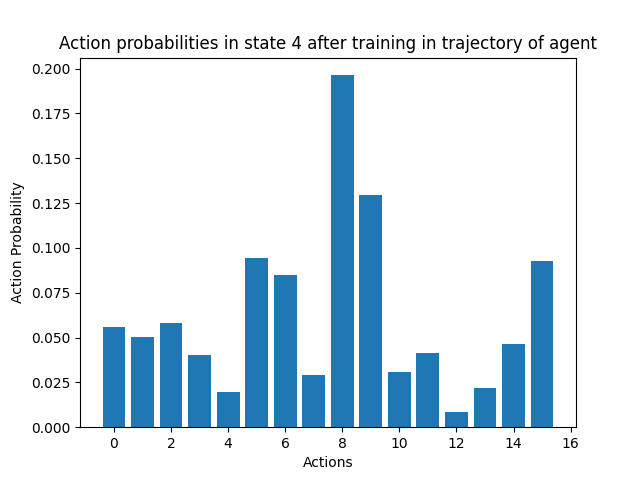 Action probabilities in state 4 after training in trajectory of agent
0.200
0.175
0.150
0.125
0.100
0.075
0.050
0.025
0.000
Action Probability
0 2 4 6 8 10 12 14 16
Actions